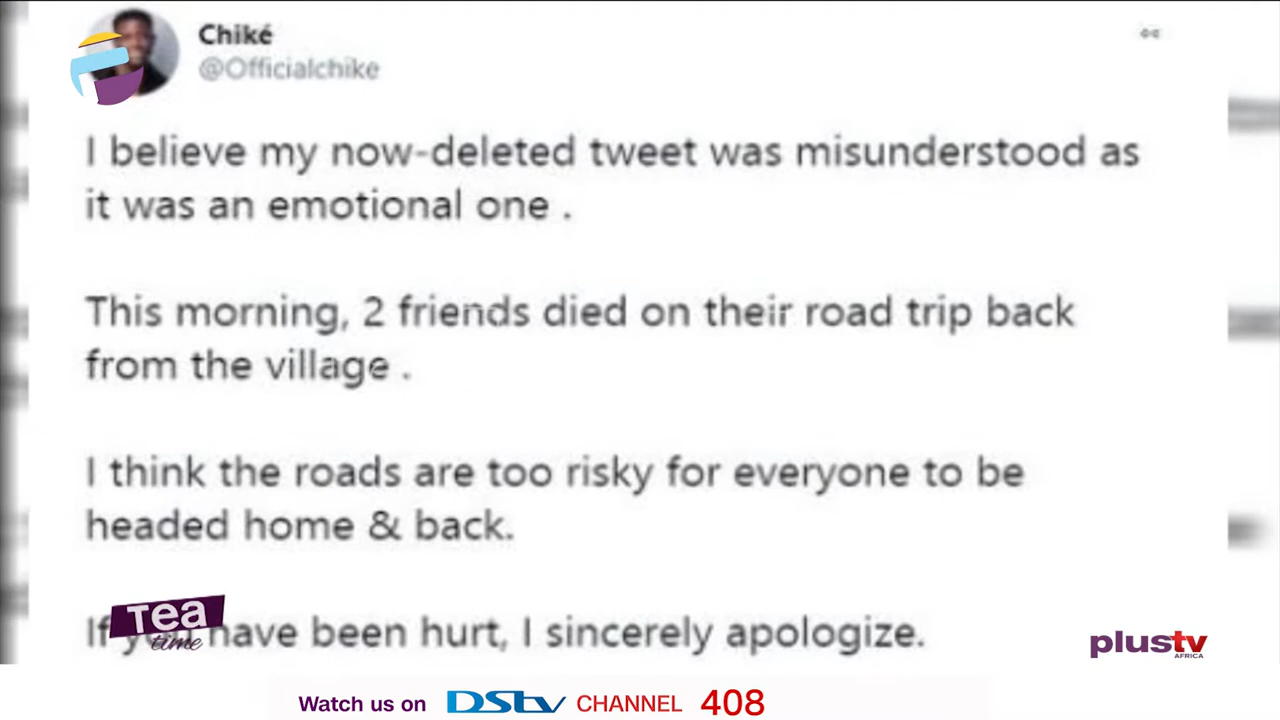 Chiké
@Officialchike
I believe my now-deleted tweet was misunderstood as
it was an emotional one .
This morning, 2 friends died on their road trip back
from the village .
I think the roads are too risky for everyone to be
headed home & back.
If you have been hurt, I sincerely apologize.
Tea
time
plustv
AFRICA
Watch us on DStv CHANNEL 408